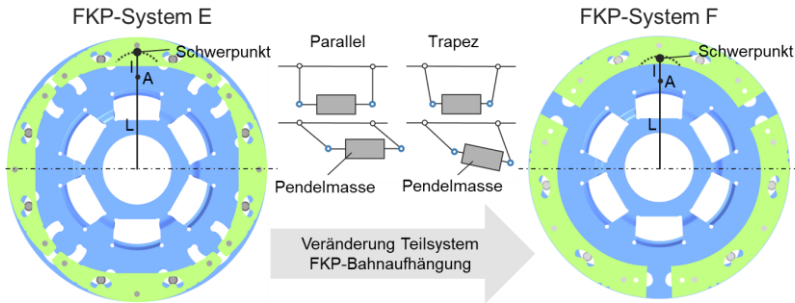 FKP-System E
FKP-System F
Schwerpunkt
l
A
L
Parallel
Trapez
Pendelmasse
Pendelmasse
Schwerpunkt
l
A
L
Veränderung Teilsystem
FKP-Bahnaufhängung